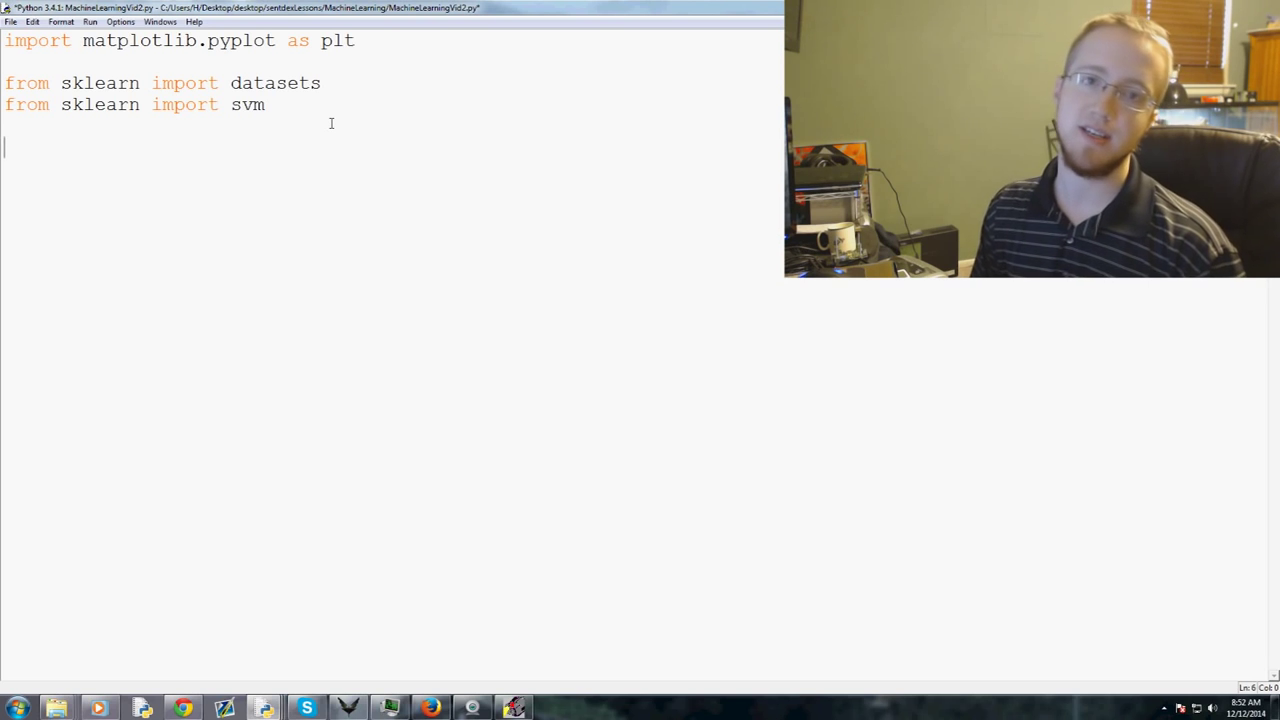 *Python 3.4.1: MachineLearningVid2.py - C:/Users/H/Desktop/desktop/sentdexLessons/MachineLearning/MachineLearningVid2.py*
File Edit Format Run Options Windows Help
import matplotlib.pyplot as plt
from sklearn import datasets
from sklearn import svm
Ln: 6 Col: 0
8:52 AM
12/12/2014